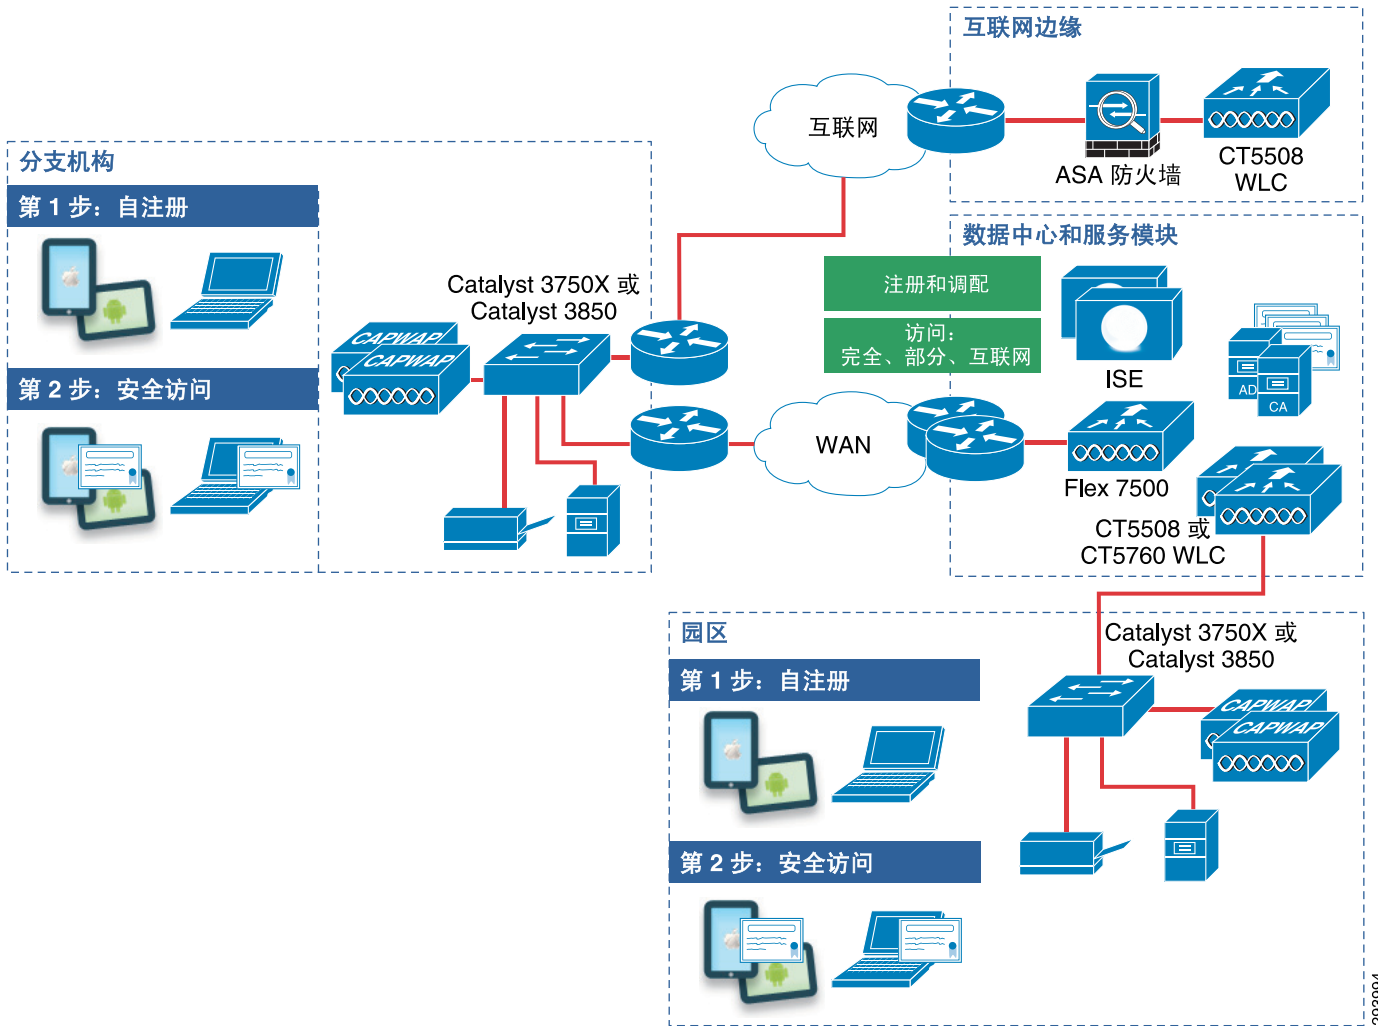 互联网边缘
互联网
ASA 防火墙
CT5508
WLC
分支机构
第 1 步：自注册
Catalyst 3750X 或
Catalyst 3850
CAPWAP
CAPWAP
第 2 步：安全访问
数据中心和服务模块
注册和调配
访问：
完全、部分、互联网
ISE
AD
CA
WAN
Flex 7500
CT5508 或
CT5760 WLC
园区
Catalyst 3750X 或
Catalyst 3850
第 1 步：自注册
CAPWAP
CAPWAP
第 2 步：安全访问
293994